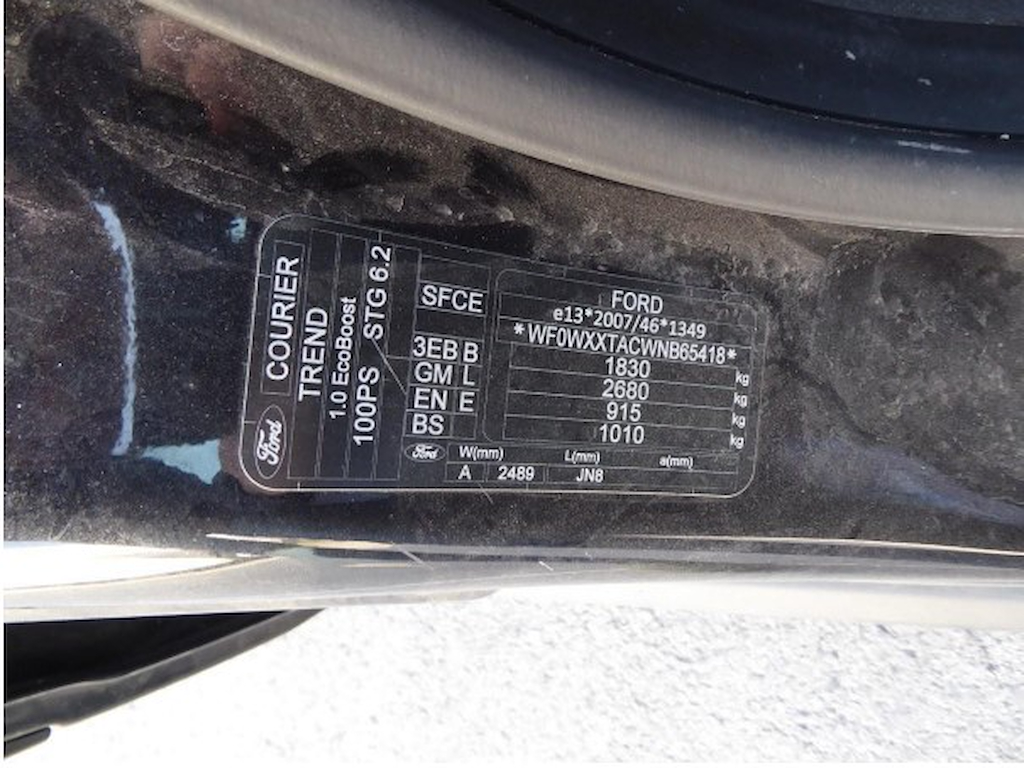 Ford
COURIER
TREND
1.0 EcoBoost
100PS STG 6.2
SFCE
3EB B
GM L
EN E
BS
FORD
e13*2007/46*1349
*WF0WXXTACWNB65418*
1830 kg
2680 kg
915 kg
1010 kg
Ford W(mm) L(mm) a(mm)
A 2489 JN8